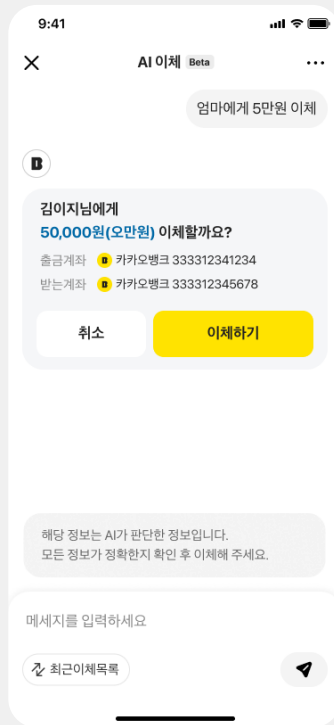 9:41
AI 이체 Beta
엄마에게 5만원 이체
B
김이지님에게
50,000원(오만원) 이체할까요?
출금계좌 B 카카오뱅크 333312341234
받는계좌 B 카카오뱅크 333312345678
취소 이체하기
해당 정보는 AI가 판단한 정보입니다.
모든 정보가 정확한지 확인 후 이체해 주세요.
메세지를 입력하세요
최근이체목록